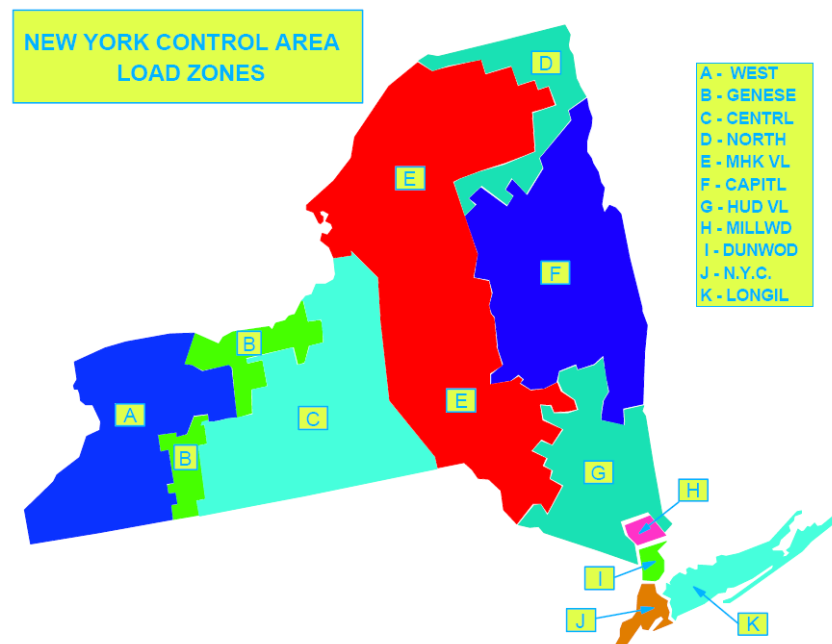 NEW YORK CONTROL AREA
LOAD ZONES
A - WEST
B - GENESE
C - CENTRL
D - NORTH
E - MHK VL
F - CAPITL
G - HUD VL
H - MILLWD
I - DUNWOD
J - N.Y.C.
K - LONGIL
D
E
F
B
A
E
C
B
G
H
I
J
K